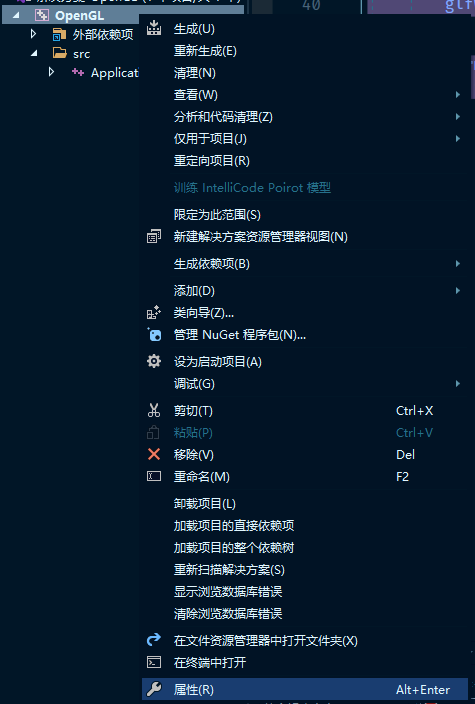 40
glf
OpenGL
外部依赖项
src
Applicat
生成(U)
重新生成(E)
清理(N)
查看(W)
分析和代码清理(Z)
仅用于项目(J)
重定向项目(R)
训练 IntelliCode Poirot 模型
限定为此范围(S)
新建解决方案资源管理器视图(N)
生成依赖项(B)
添加(D)
类向导(Z)...
管理 NuGet 程序包(N)...
设为启动项目(A)
调试(G)
剪切(T) Ctrl+X
粘贴(P) Ctrl+V
移除(V) Del
重命名(M) F2
卸载项目(L)
加载项目的直接依赖项
加载项目的整个依赖树
重新扫描解决方案(S)
显示浏览数据库错误
清除浏览数据库错误
在文件资源管理器中打开文件夹(X)
在终端中打开
属性(R) Alt+Enter